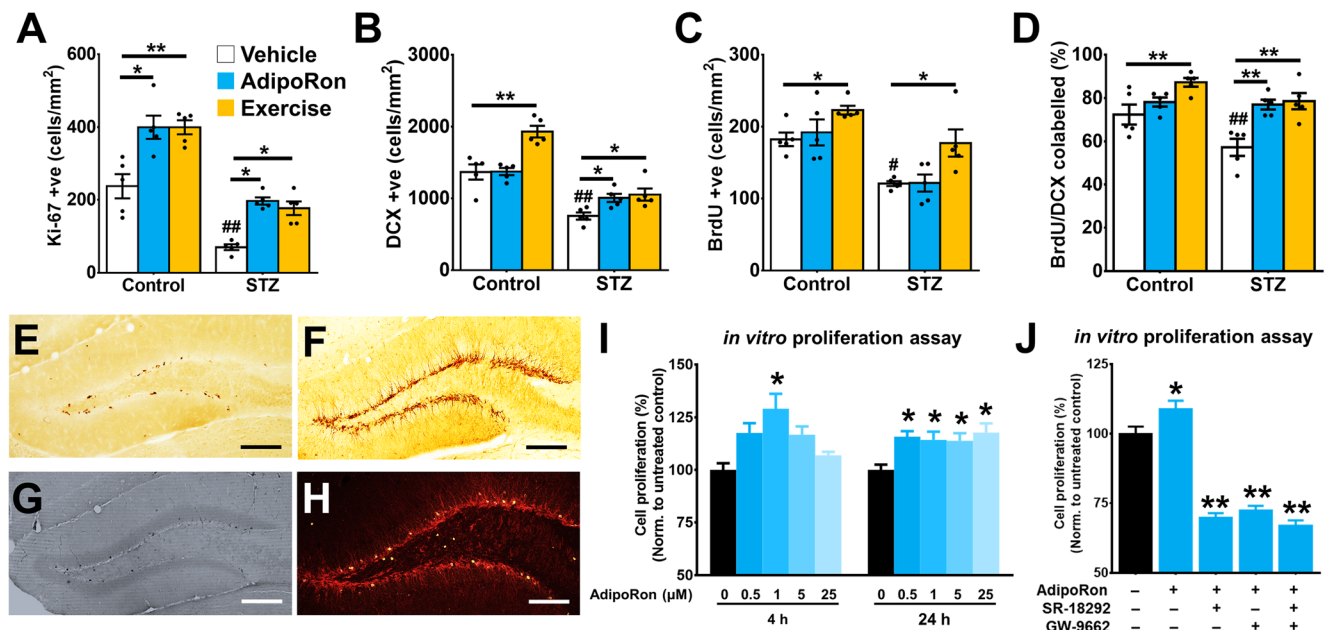 A
Ki-67 +ve (cells/mm²)
600
400
200
0
**
*
##
*
*
Control
STZ
Vehicle
AdipoRon
Exercise
B
DCX +ve (cells/mm²)
3000
2000
1000
0
**
##
*
*
Control
STZ
C
BrdU +ve (cells/mm²)
300
200
100
0
*
#
*
Control
STZ
D
BrdU/DCX colabelled (%)
100
80
60
40
20
0
**
##
**
**
Control
STZ
E
F
G
H
I
in vitro proliferation assay
Cell proliferation (%)
(Norm. to untreated control)
150
125
100
75
50
*
* * * *
AdipoRon (μM) 0 0.5 1 5 25 0 0.5 1 5 25
4 h 24 h
J
in vitro proliferation assay
Cell proliferation (%)
(Norm. to untreated control)
125
100
75
50
*
** ** **
AdipoRon – + + + +
SR-18292 – – + – +
GW-9662 – – – + +